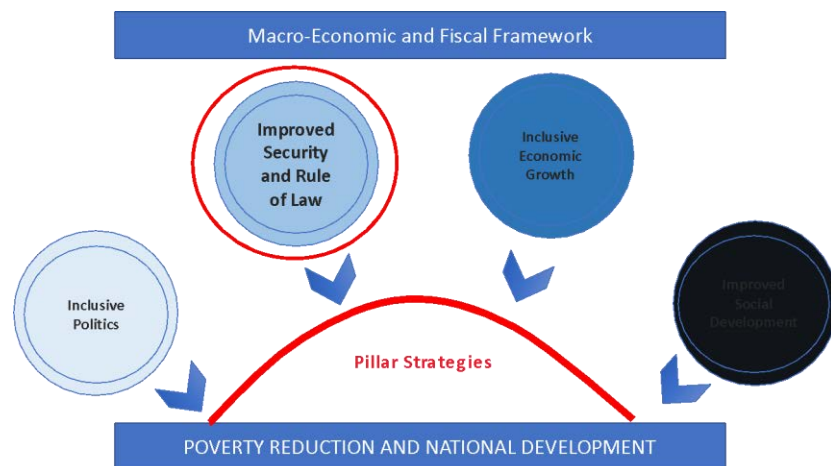 Macro-Economic and Fiscal Framework
Improved
Security
and Rule
of Law
Inclusive
Economic
Growth
Inclusive
Politics
Improved
Social
Development
Pillar Strategies
POVERTY REDUCTION AND NATIONAL DEVELOPMENT